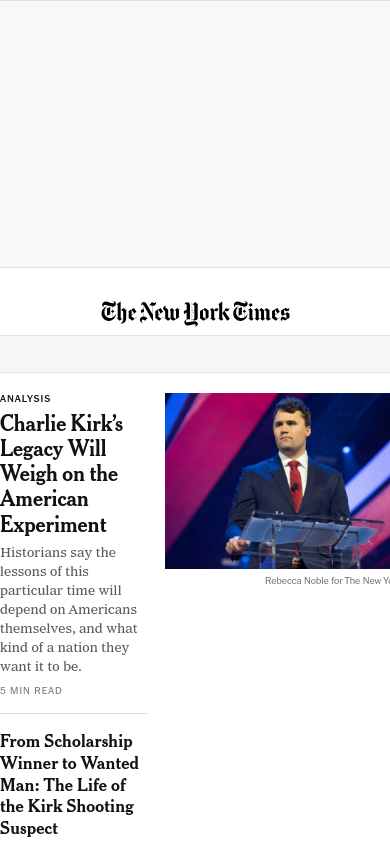 The New York Times
ANALYSIS
Charlie Kirk’s
Legacy Will
Weigh on the
American
Experiment
Historians say the
lessons of this
particular time will
depend on Americans
themselves, and what
kind of a nation they
want it to be.
5 MIN READ
Rebecca Noble for The New Yo
From Scholarship
Winner to Wanted
Man: The Life of
the Kirk Shooting
Suspect